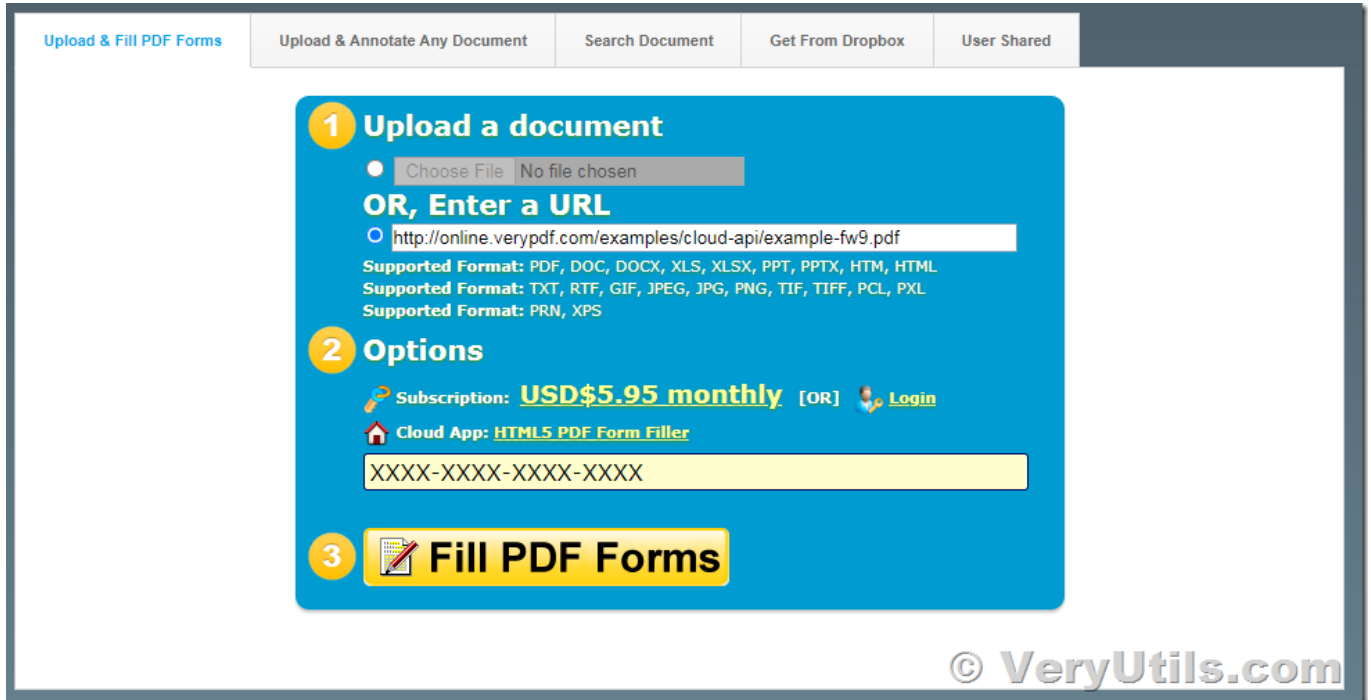 Upload & Fill PDF Forms
Upload & Annotate Any Document
Search Document
Get From Dropbox
User Shared
1 Upload a document
Choose File No file chosen
OR, Enter a URL
http://online.verypdf.com/examples/cloud-api/example-fw9.pdf
Supported Format: PDF, DOC, DOCX, XLS, XLSX, PPT, PPTX, HTM, HTML
Supported Format: TXT, RTF, GIF, JPEG, JPG, PNG, TIF, TIFF, PCL, PXL
Supported Format: PRN, XPS
2 Options
Subscription: USD$5.95 monthly [OR] Login
Cloud App: HTML5 PDF Form Filler
XXXX-XXXX-XXXX-XXXX
3 Fill PDF Forms
© VeryUtils.com